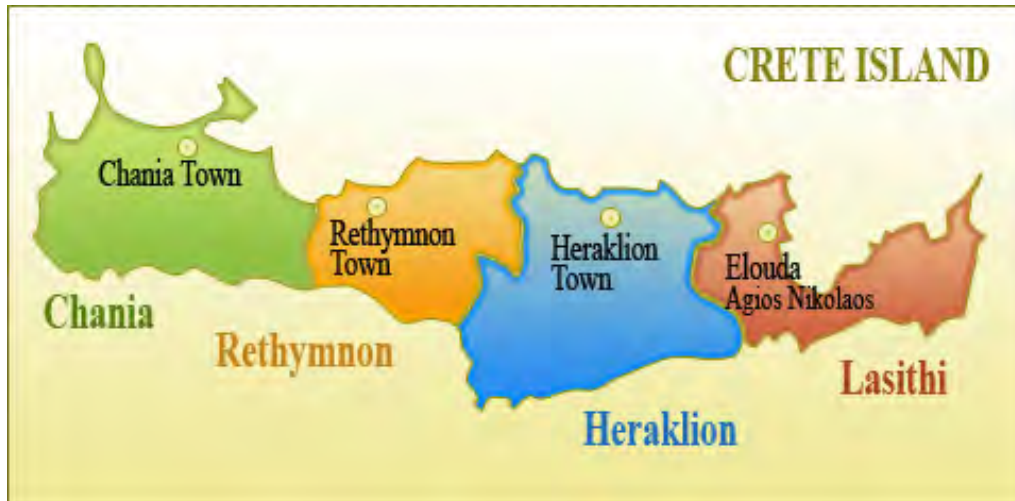 CRETE ISLAND
Chania Town
Rethymnon
Town
Heraklion
Town
Elouda
Agios Nikolaos
Chania
Rethymnon
Heraklion
Lasithi